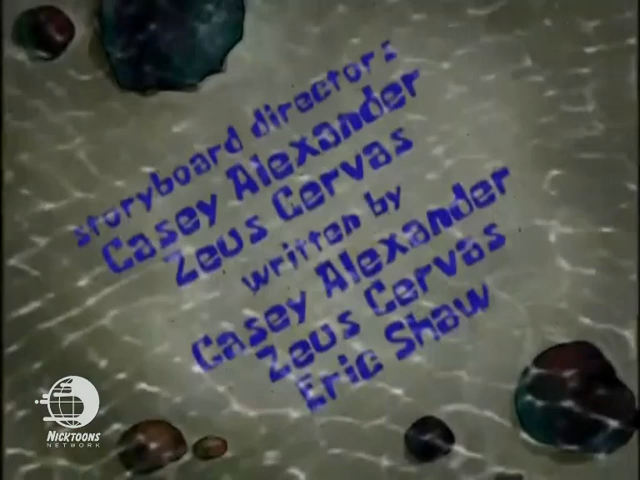 storyboard directors
Casey Alexander
Zeus Cervas
written by
Casey Alexander
Zeus Cervas
Eric Shaw
NICKTOONS
NETWORK